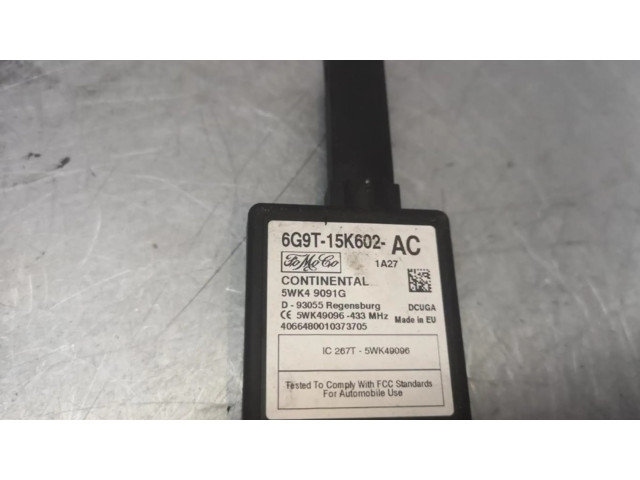 6G9T-15K602- AC
FoMoCo 1A27
CONTINENTAL
5WK4 9091G
D - 93055 Regensburg DCUGA
CE 5WK49096 -433 MHz Made in EU
4066480010373705
IC 267T - 5WK49096
Tested To Comply With FCC Standards
For Automobile Use